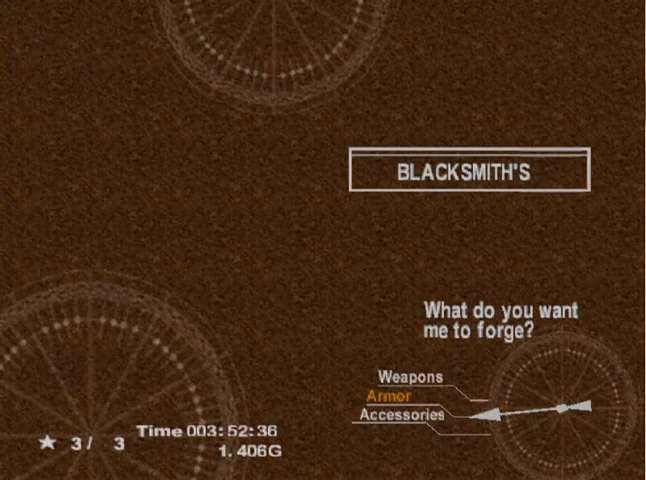 BLACKSMITH'S
What do you want
me to forge?
Weapons
Armor
Accessories
Time 003:52:36
★ 3/ 3
1.406G